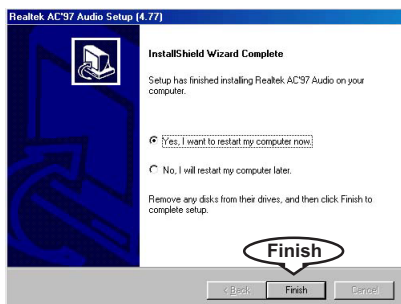 Realtek AC'97 Audio Setup (4.77)
InstallShield Wizard Complete
Setup has finished installing Realtek AC'97 Audio on your
computer.
Yes, I want to restart my computer now.
No, I will restart my computer later.
Remove any disks from their drives, and then click Finish to
complete setup.
Finish
< Back Finish Cancel